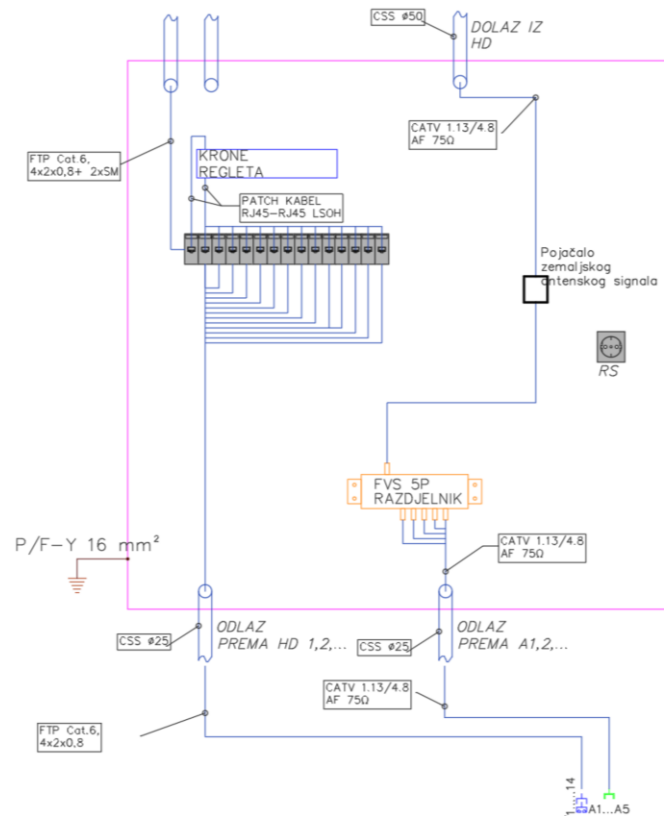 CSS ø50
DOLAZ IZ
HD
CATV 1.13/4.8
AF 75Ω
FTP Cat.6,
4x2x0,8+ 2xSM
KRONE
REGLETA
PATCH KABEL
RJ45-RJ45 LSOH
Pojačalo
zemaljskog
antenskog signala
RS
FVS 5P
RAZDJELNIK
P/F-Y 16 mm²
CATV 1.13/4.8
AF 75Ω
CSS ø25
ODLAZ
PREMA HD 1,2,...
CSS ø25
ODLAZ
PREMA A1,2,...
CATV 1.13/4.8
AF 75Ω
FTP Cat.6,
4x2x0,8
1......14
A1...A5